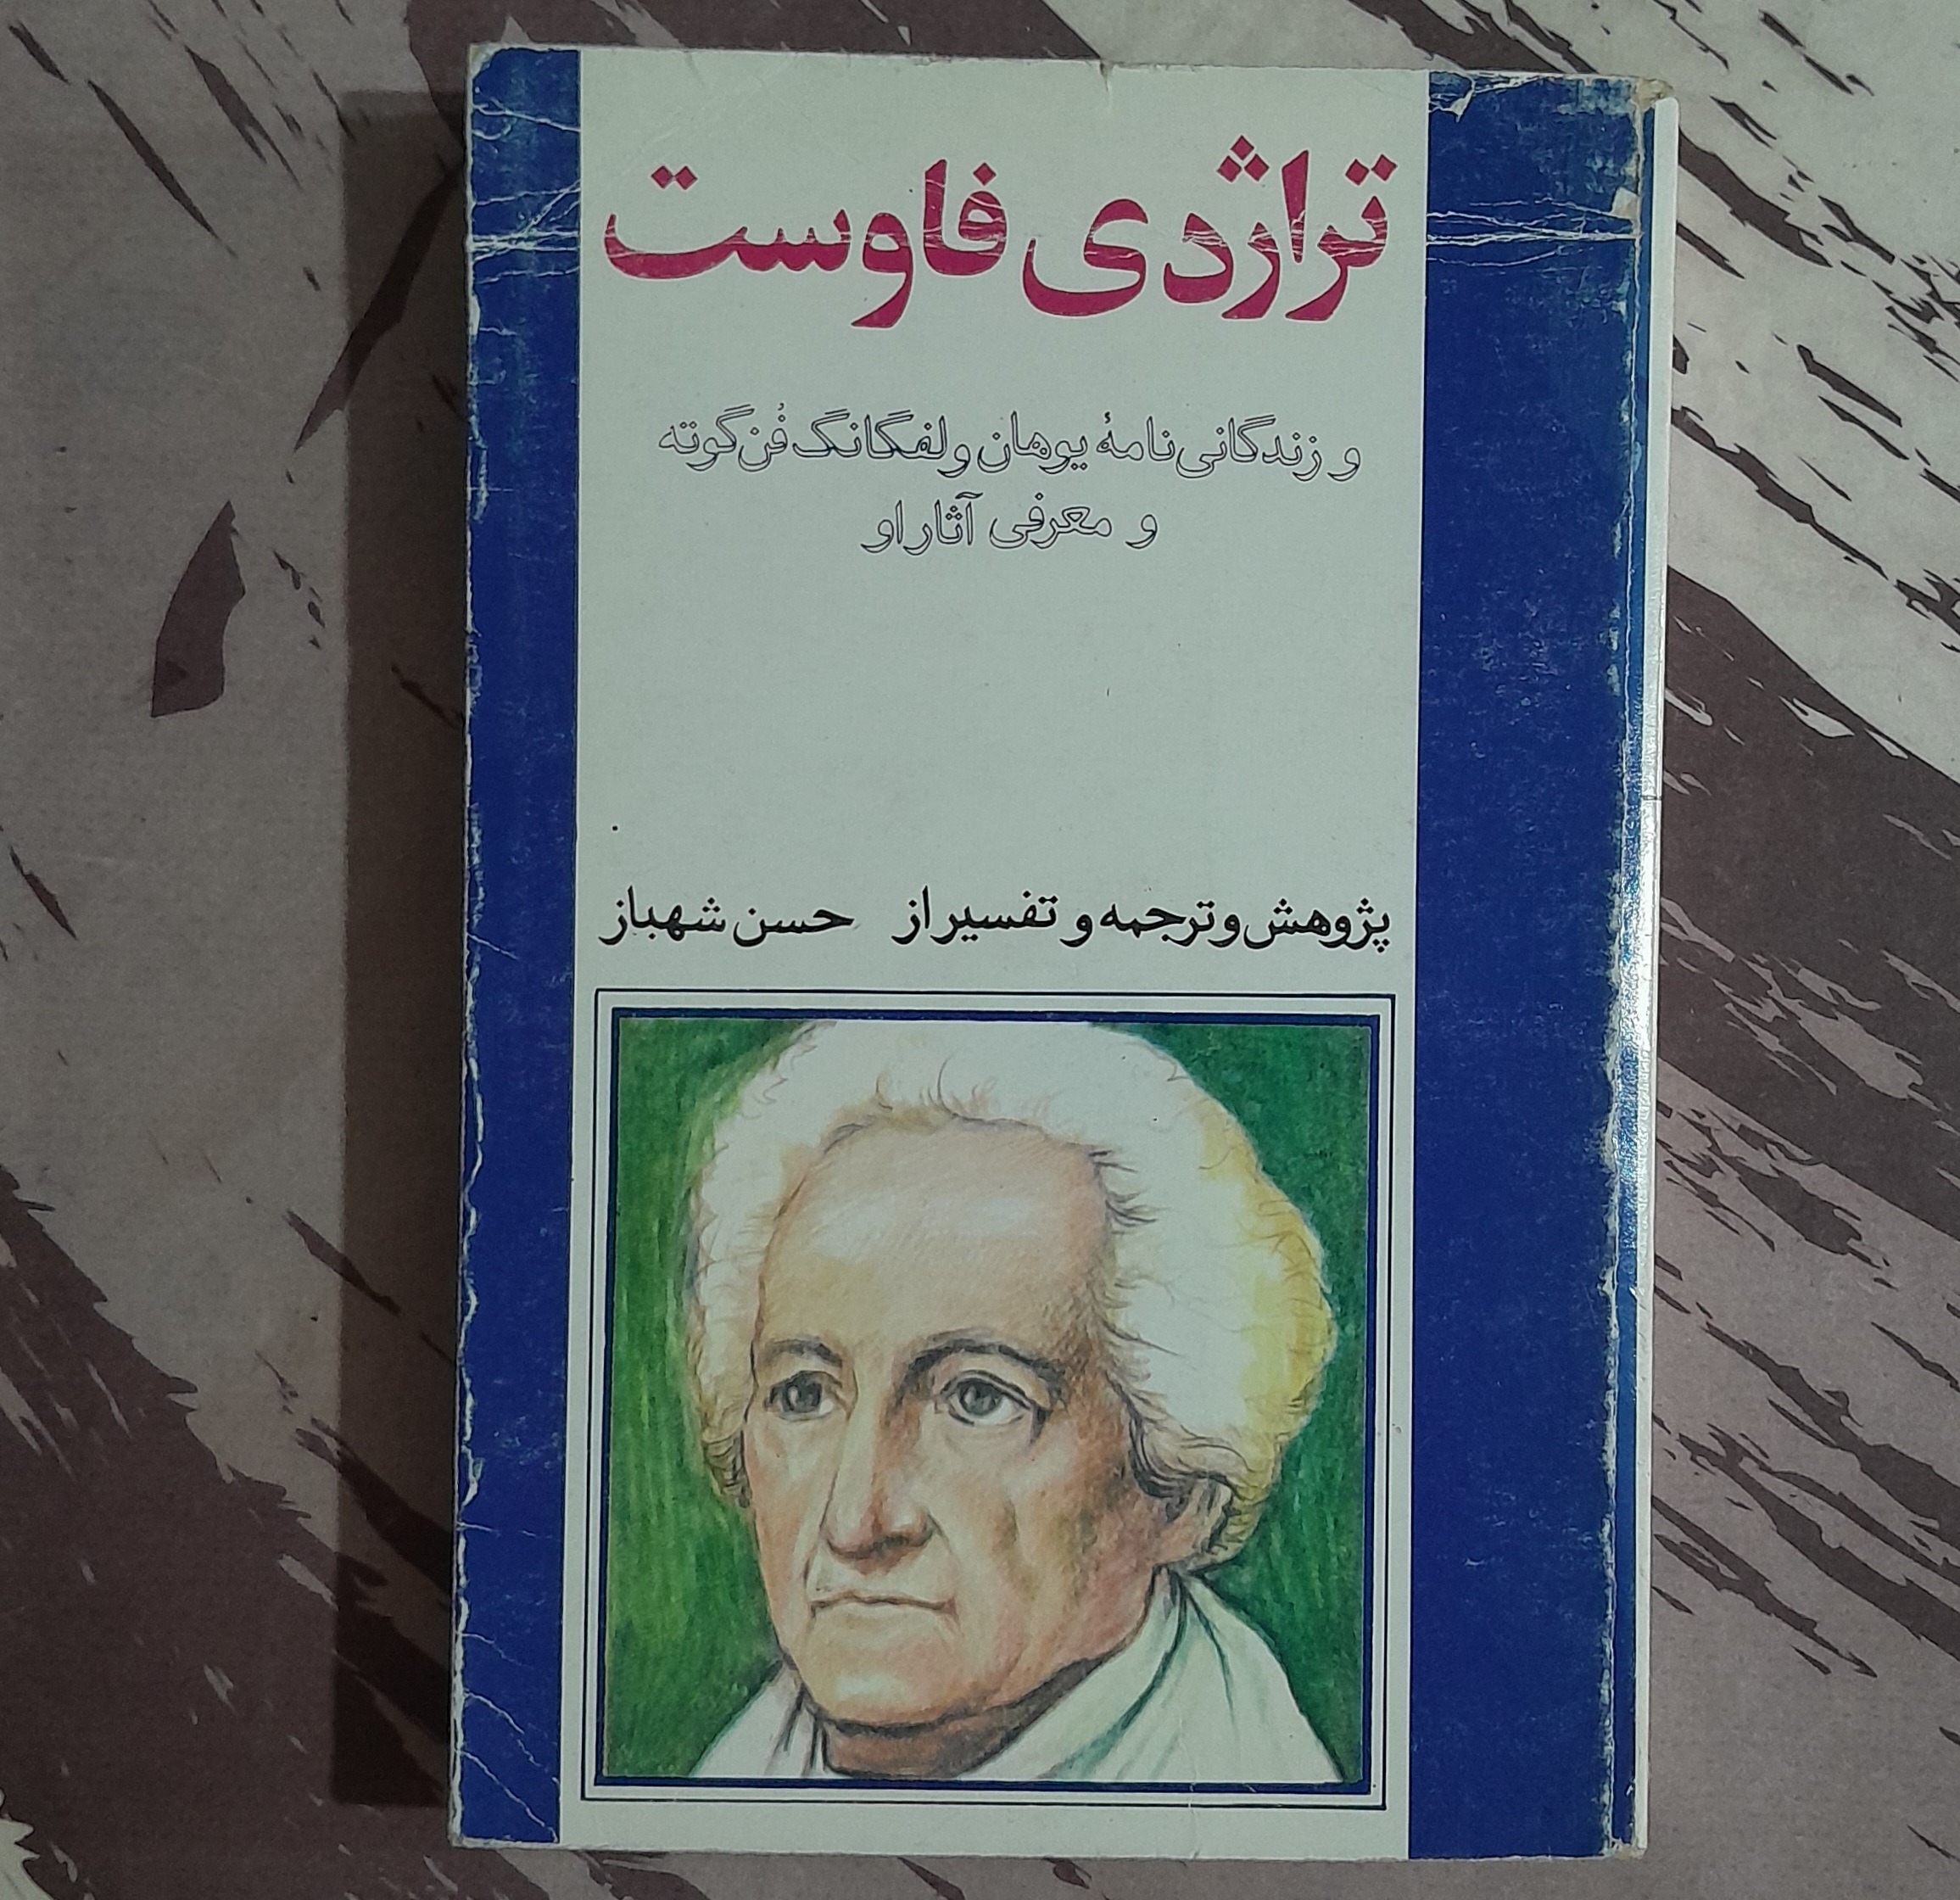 تراژدی فاوست
و زندگانی‌نامهٔ یوهان ولفگانگ فُن گوته
و معرفی آثار او
پژوهش و ترجمه و تفسیر از حسن شهباز